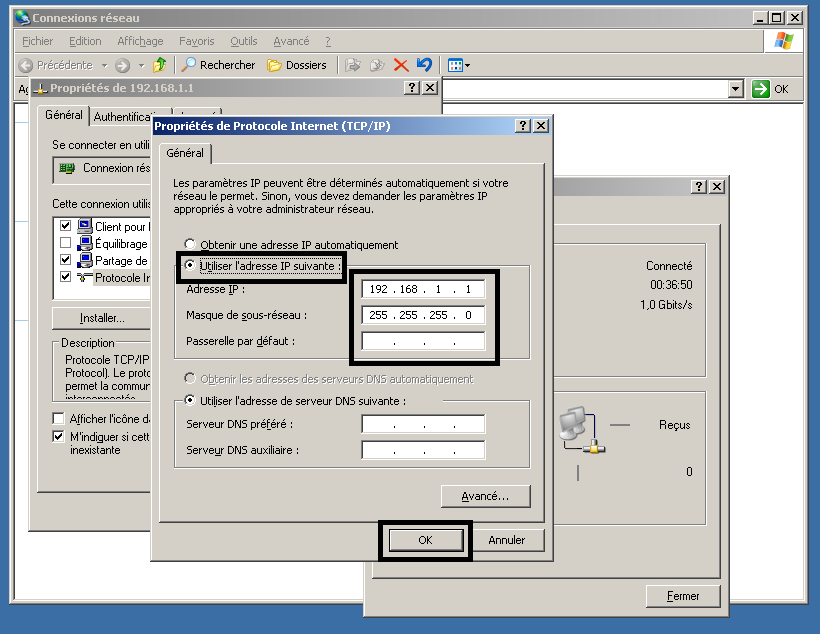 Connexions réseau
Fichier Edition Affichage Favoris Outils Avancé ?
Précédente Rechercher Dossiers
OK
Propriétés de 192.168.1.1
Général
Se connecter en utili
Connexion rés
Cette connexion utilis
Client pour l
Équilibrage
Partage de
Protocole In
Installer...
Description
Protocole TCP/IP
Protocol). Le proto
permet la commun
interconnectés
Afficher l'icône da
M'indiquer si cett
inexistante
Propriétés de Protocole Internet (TCP/IP)
Général
Les paramètres IP peuvent être déterminés automatiquement si votre
réseau le permet. Sinon, vous devez demander les paramètres IP
appropriés à votre administrateur réseau.
Obtenir une adresse IP automatiquement
Utiliser l'adresse IP suivante :
Adresse IP : 192 . 168 . 1 . 1
Masque de sous-réseau : 255 . 255 . 255 . 0
Passerelle par défaut : . . .
Obtenir les adresses des serveurs DNS automatiquement
Utiliser l'adresse de serveur DNS suivante :
Serveur DNS préféré : . . .
Serveur DNS auxiliaire : . . .
Avancé...
OK Annuler
Connecté
00:36:50
1,0 Gbits/s
Reçus
0
Fermer